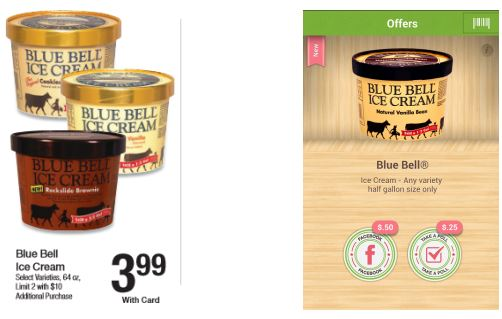 BLUE BELL
ICE CREAM
Cookies
BLUE BELL
ICE CREAM
Vanilla
BLUE BELL
ICE CREAM
Rockslide Brownie
Blue Bell
Ice Cream
Select Varieties, 64 oz,
Limit 2 with $10
Additional Purchase
3.99
With Card
Offers
New
BLUE BELL
ICE CREAM
Natural Vanilla Bean
Blue Bell®
Ice Cream - Any variety
half gallon size only
$.50
FACEBOOK
f
FACEBOOK
$.25
TAKE A POLL
TAKE A POLL